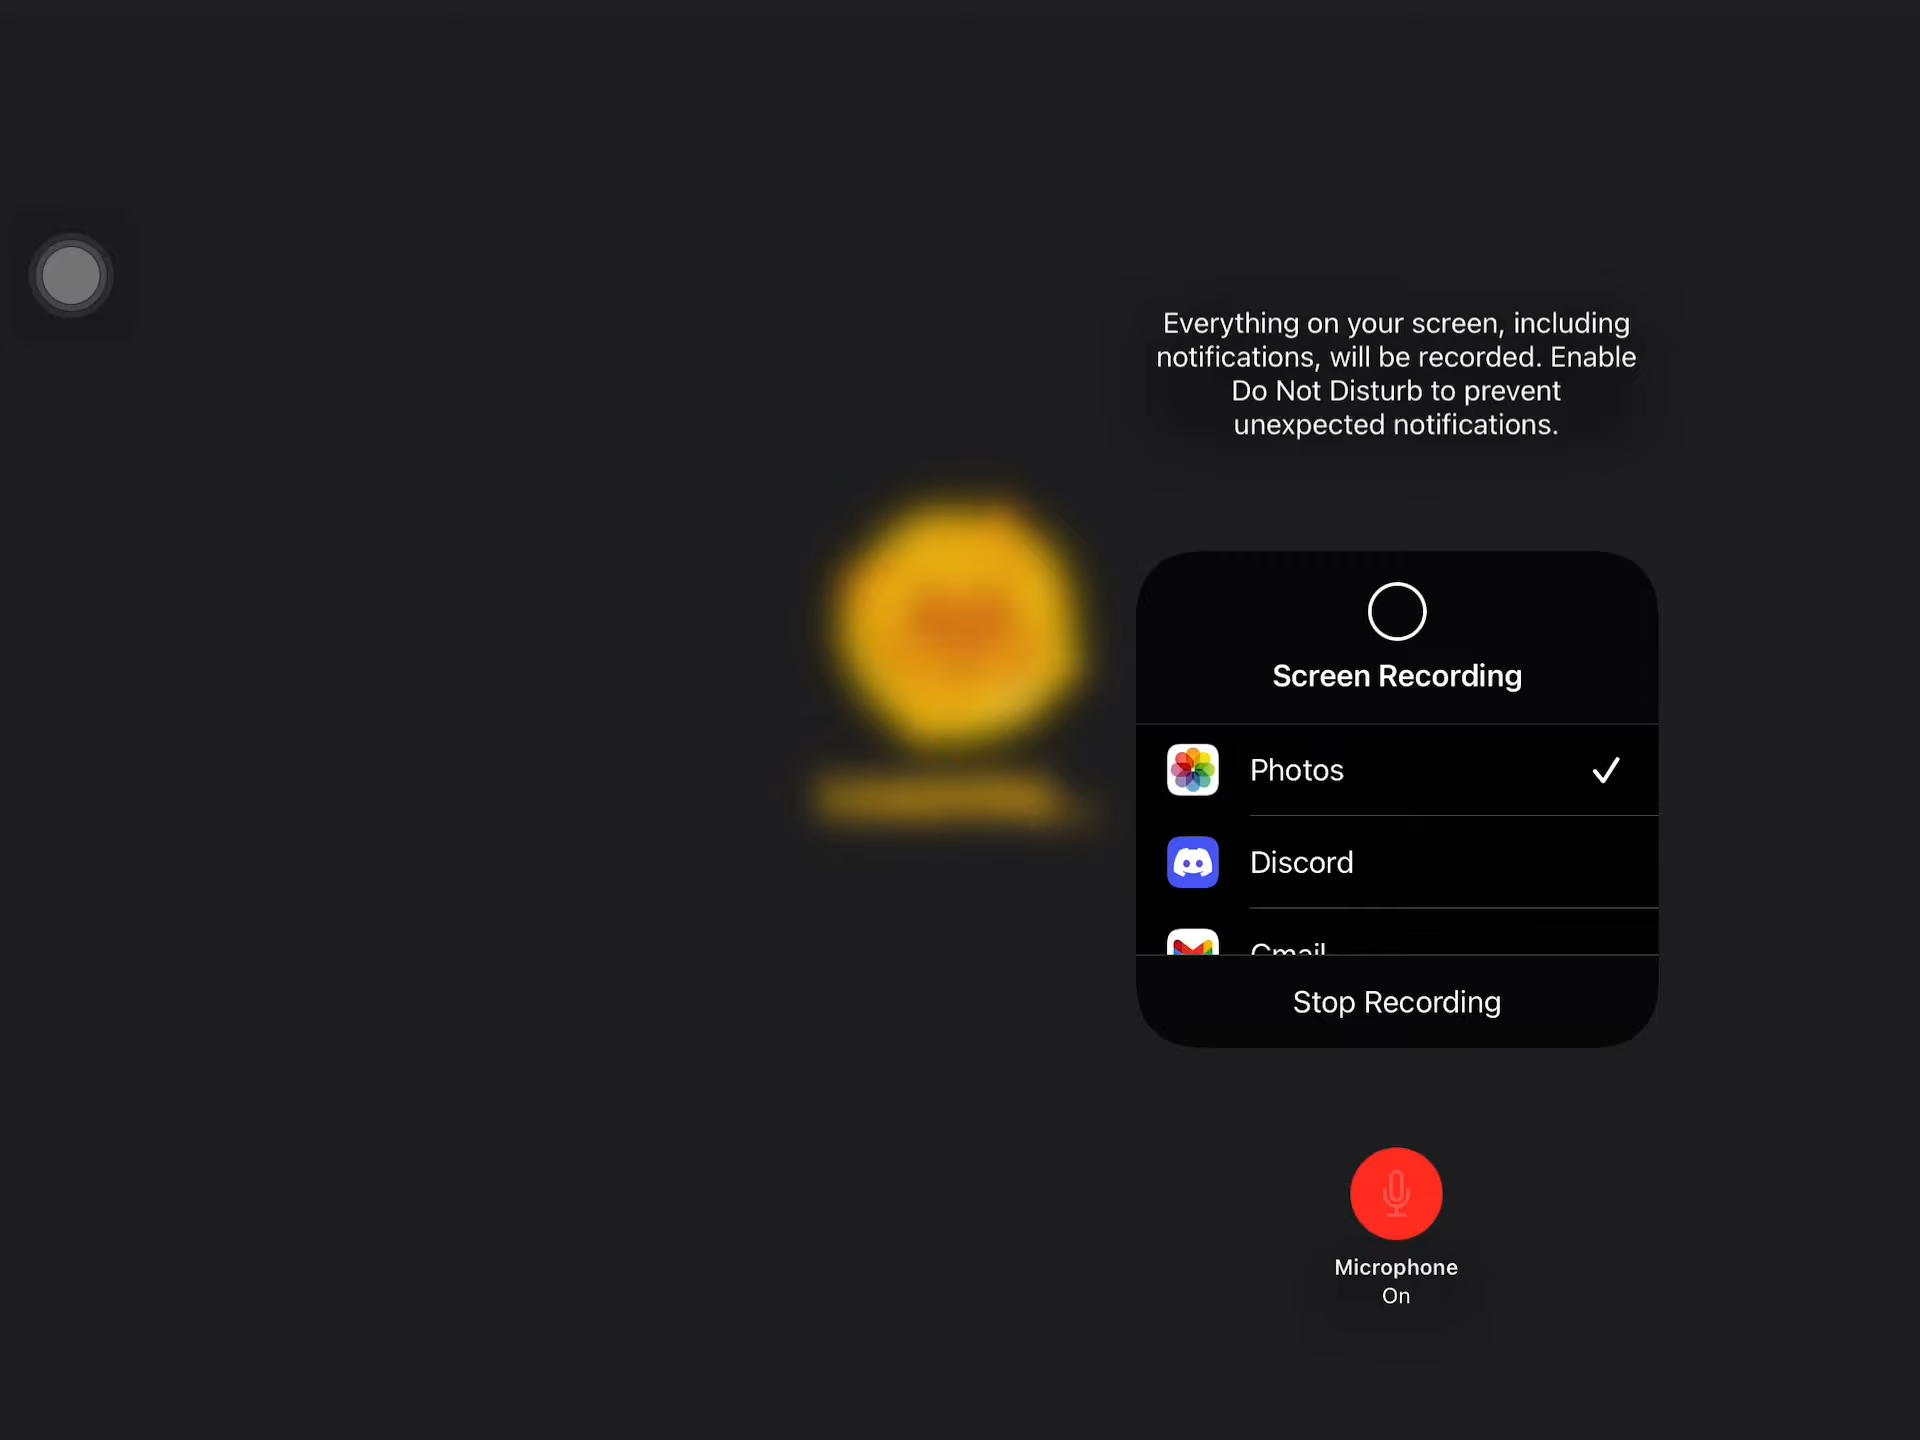 Everything on your screen, including
notifications, will be recorded. Enable
Do Not Disturb to prevent
unexpected notifications.
Screen Recording
Photos
Discord
Gmail
Stop Recording
Microphone
On